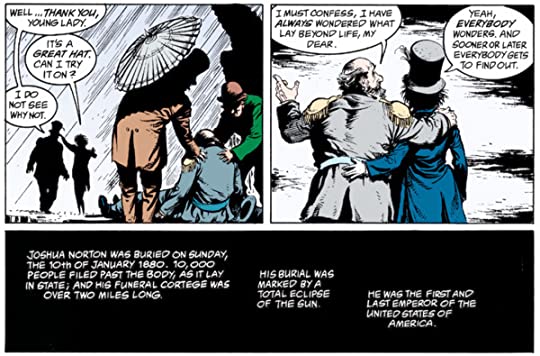 WELL... THANK YOU,
YOUNG LADY.
IT'S A
GREAT HAT.
CAN I TRY
IT ON?
I DO
NOT SEE
WHY NOT.
I MUST CONFESS, I HAVE
ALWAYS WONDERED WHAT
LAY BEYOND LIFE, MY
DEAR.
YEAH,
EVERYBODY
WONDERS. AND
SOONER OR LATER
EVERYBODY GETS
TO FIND OUT.
JOSHUA NORTON WAS BURIED ON SUNDAY,
THE 10TH OF JANUARY 1880. 10,000
PEOPLE FILED PAST THE BODY, AS IT LAY
IN STATE; AND HIS FUNERAL CORTEGE WAS
OVER TWO MILES LONG.
HIS BURIAL WAS
MARKED BY A
TOTAL ECLIPSE
OF THE SUN.
HE WAS THE FIRST AND
LAST EMPEROR OF THE
UNITED STATES OF
AMERICA.